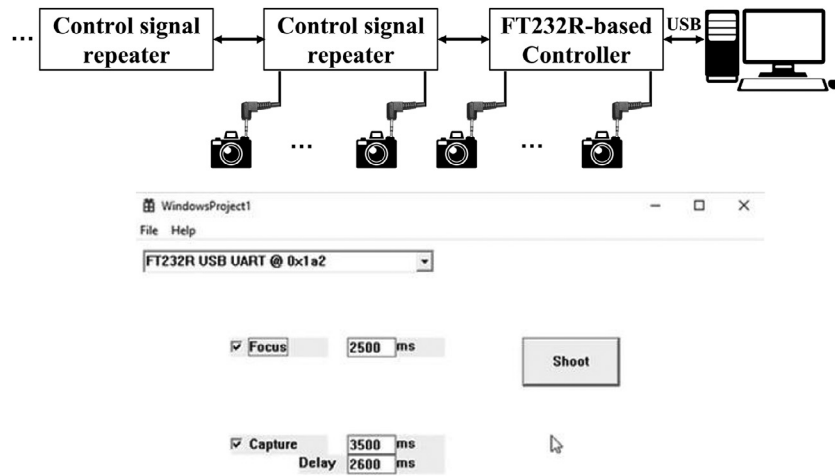 ... Control signal repeater
Control signal repeater
FT232R-based Controller
USB
...
...
WindowsProject1
File Help
FT232R USB UART @ 0x1a2
Focus 2500 ms
Shoot
Capture 3500 ms
Delay 2600 ms